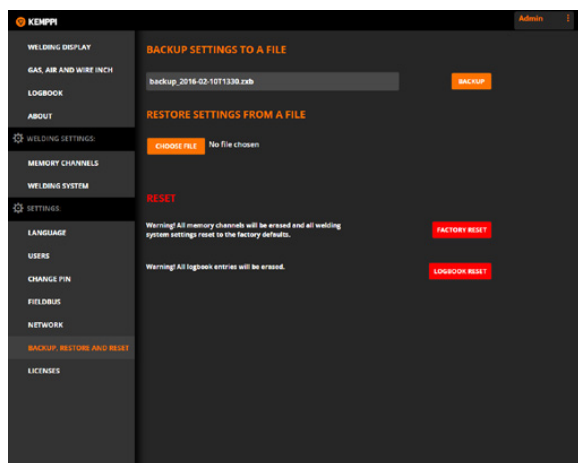 KEMPPI
Admin
WELDING DISPLAY
GAS, AIR AND WIRE INCH
LOGBOOK
ABOUT
WELDING SETTINGS:
MEMORY CHANNELS
WELDING SYSTEM
SETTINGS:
LANGUAGE
USERS
CHANGE PIN
FIELDBUS
NETWORK
BACKUP, RESTORE AND RESET
LICENSES
BACKUP SETTINGS TO A FILE
backup_2016-02-10T1330.zxb
BACKUP
RESTORE SETTINGS FROM A FILE
CHOOSE FILE No file chosen
RESET
Warning! All memory channels will be erased and all welding
system settings reset to the factory defaults.
FACTORY RESET
Warning! All logbook entries will be erased.
LOGBOOK RESET